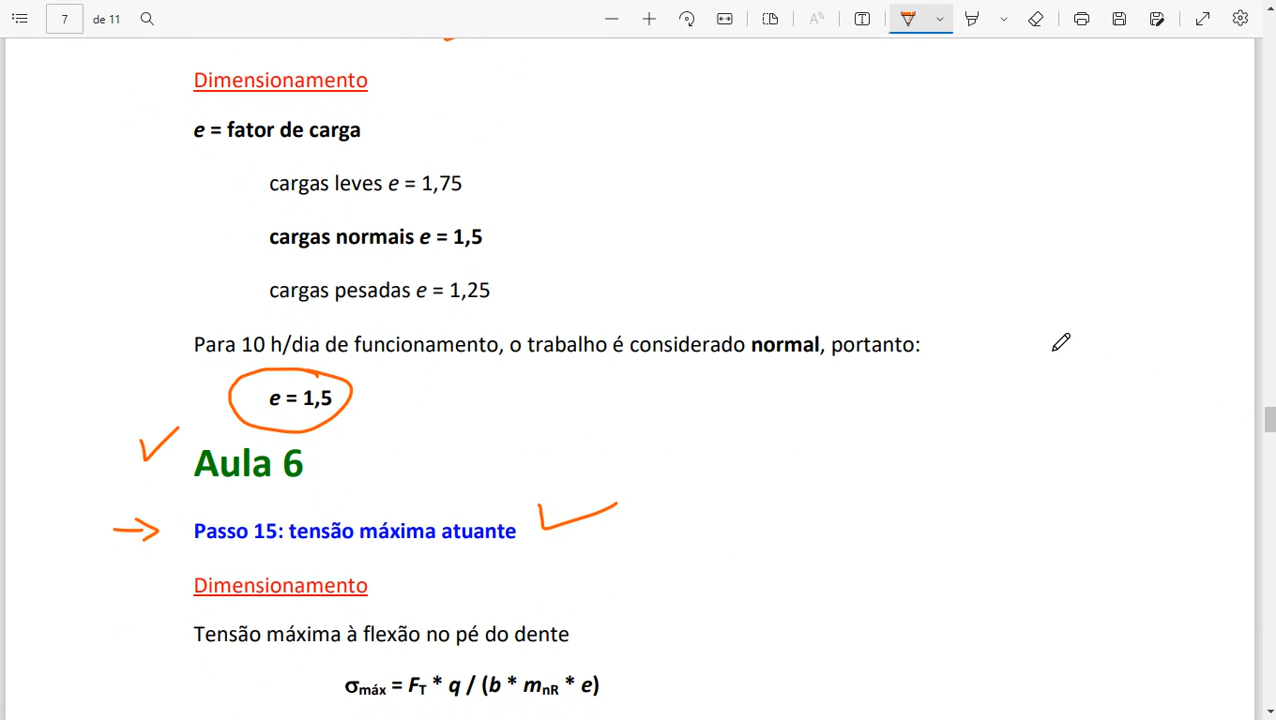 7 de 11
Dimensionamento
e = fator de carga
cargas leves e = 1,75
cargas normais e = 1,5
cargas pesadas e = 1,25
Para 10 h/dia de funcionamento, o trabalho é considerado normal, portanto:
e = 1,5
Aula 6
Passo 15: tensão máxima atuante
Dimensionamento
Tensão máxima à flexão no pé do dente
σmáx = FT * q / (b * mnR * e)